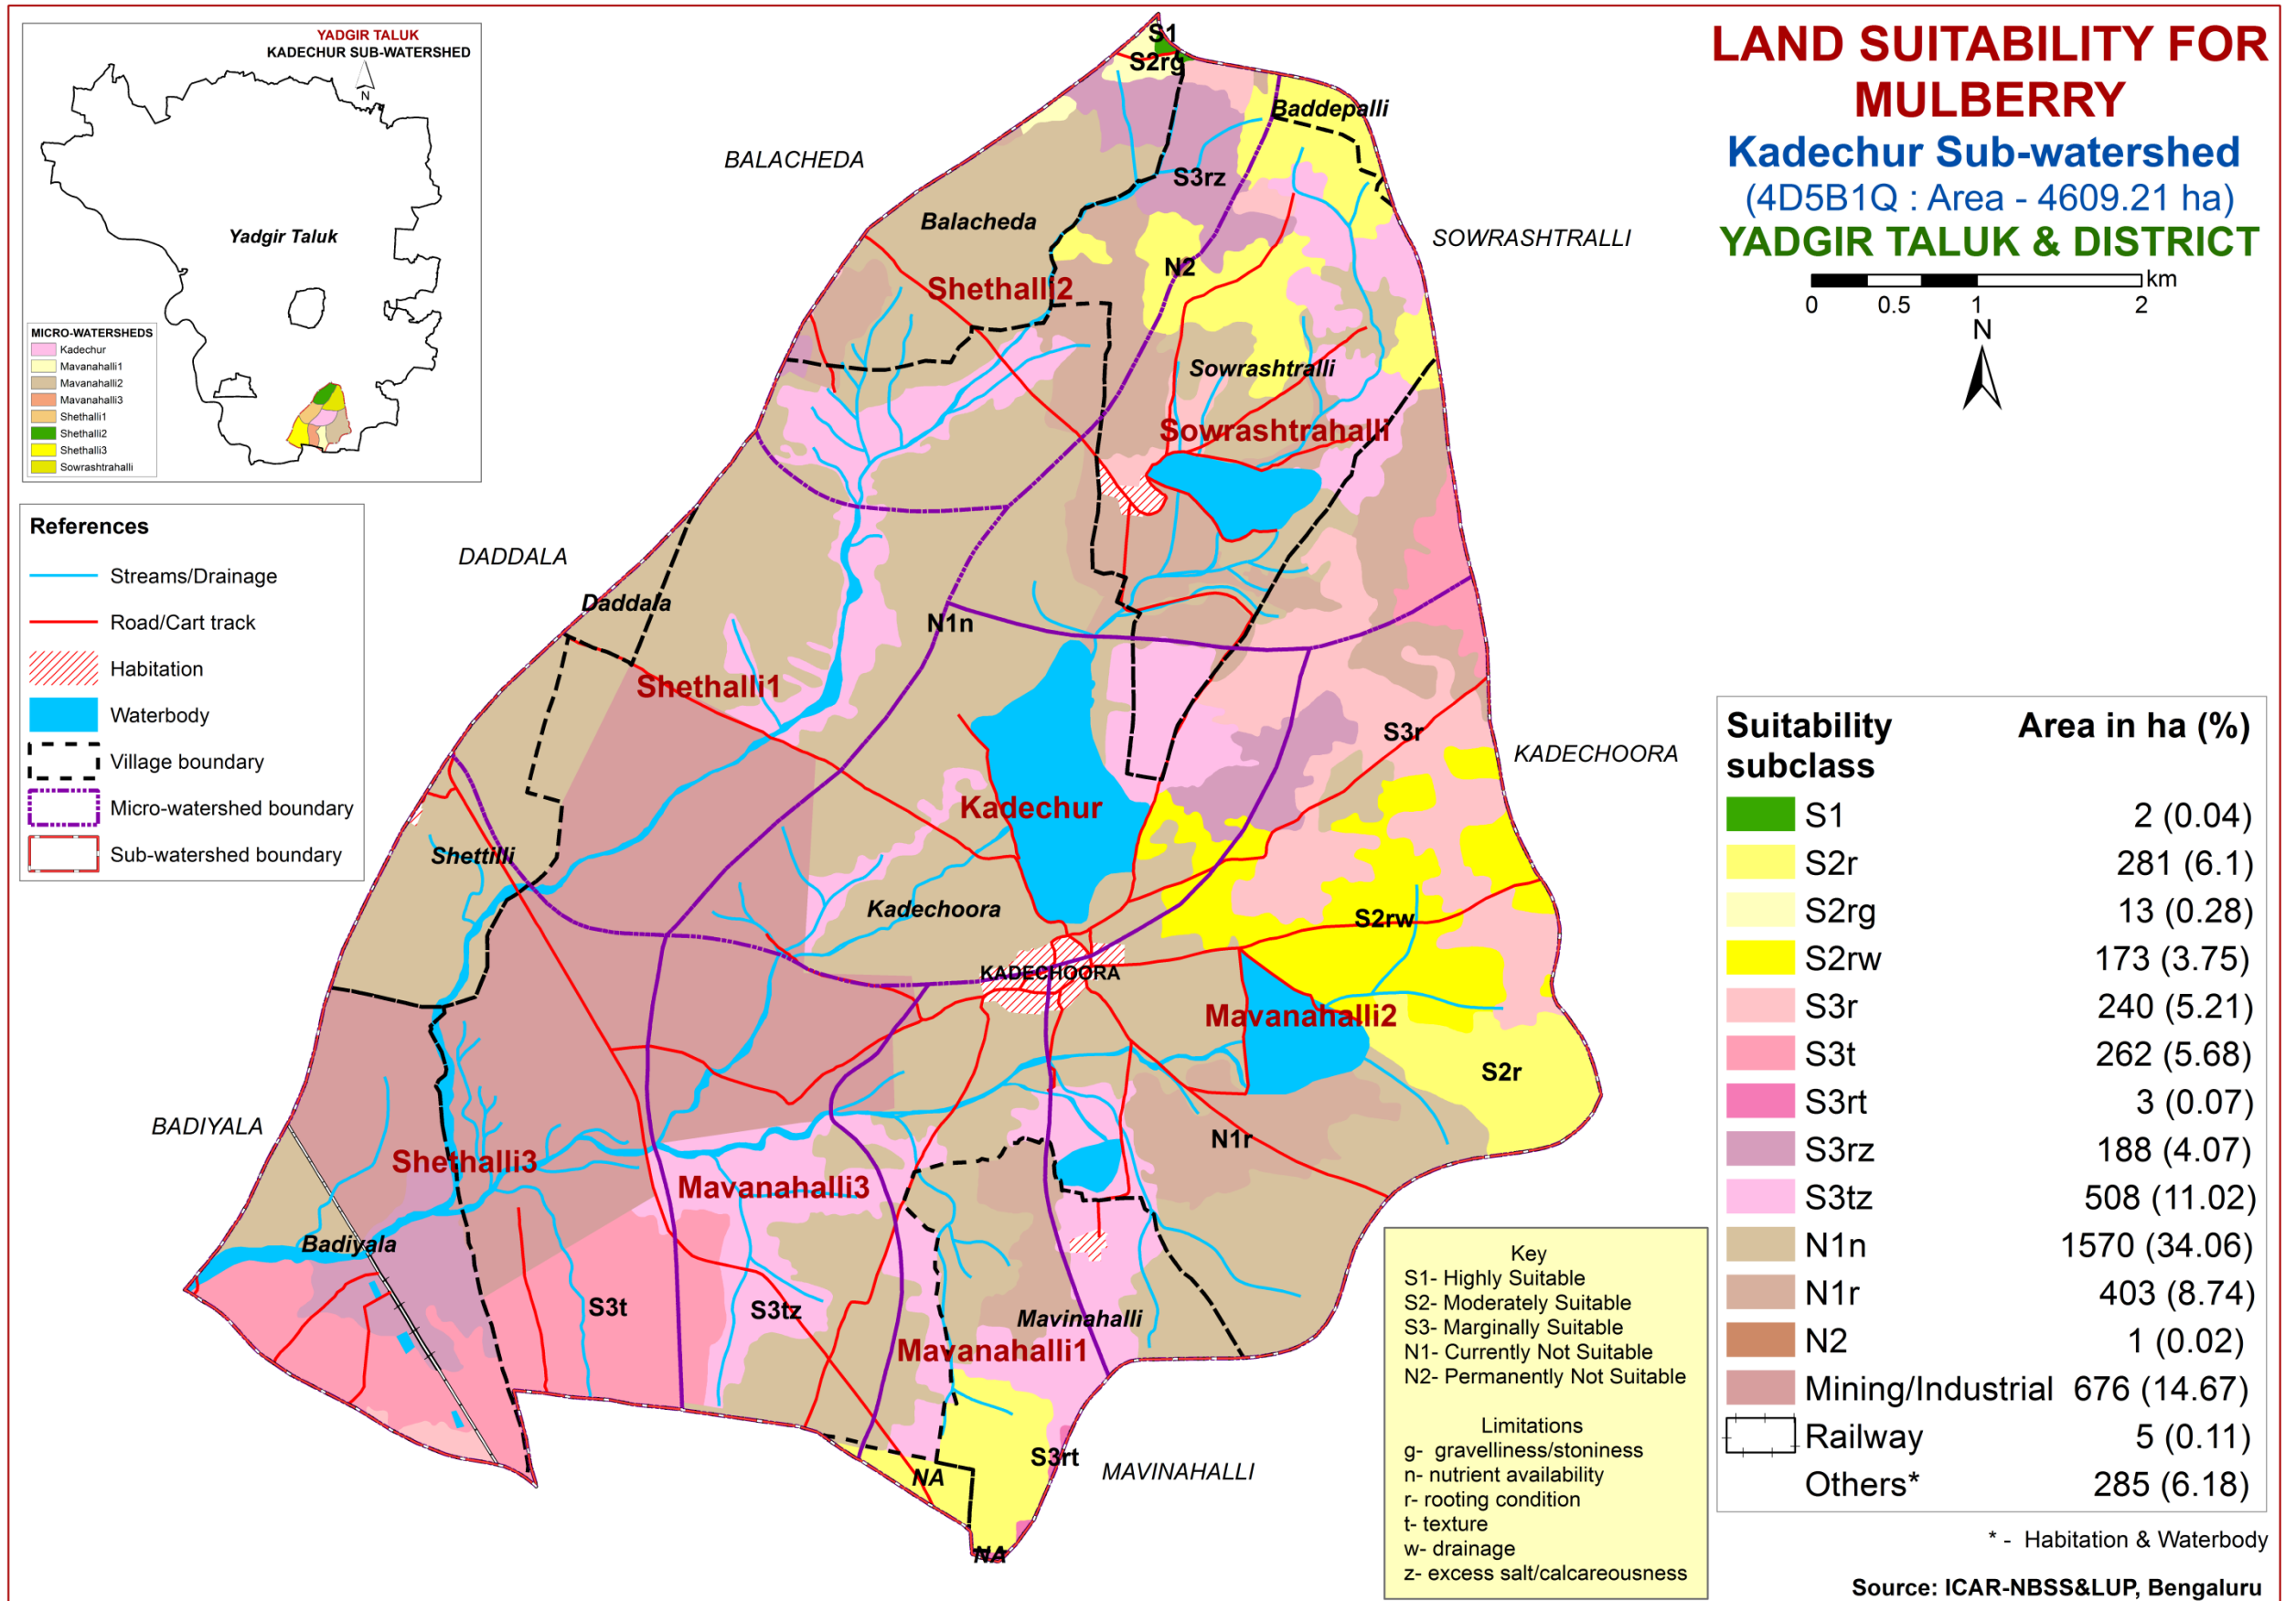 YADGIR TALUK
KADECHUR SUB-WATERSHED
N
Yadgir Taluk
MICRO-WATERSHEDS
Kadechur
Mavanahalli1
Mavanahalli2
Mavanahalli3
Shethalli1
Shethalli2
Shethalli3
Sowrashtrahalli
LAND SUITABILITY FOR
MULBERRY
Kadechur Sub-watershed
(4D5B1Q : Area - 4609.21 ha)
YADGIR TALUK & DISTRICT
km
0 0.5 1 2
N
References
Streams/Drainage
Road/Cart track
Habitation
Waterbody
Village boundary
Micro-watershed boundary
Sub-watershed boundary
S1
S2rg
Baddepalli
BALACHEDA
S3rz
Balacheda
SOWRASHTRALLI
N2
Shethalli2
Sowrashtralli
Sowrashtrahalli
DADDALA
Daddala
N1n
Shethalli1
S3r
KADECHOORA
Kadechur
Shettilli
Kadechoora
S2rw
KADECHOORA
Mavanahalli2
S2r
BADIYALA
N1r
Shethalli3
Mavanahalli3
Badiyala
S3t
S3tz
Mavinahalli
Mavanahalli1
S3rt
MAVINAHALLI
NA
NA
Suitability subclass Area in ha (%)
S1 2 (0.04)
S2r 281 (6.1)
S2rg 13 (0.28)
S2rw 173 (3.75)
S3r 240 (5.21)
S3t 262 (5.68)
S3rt 3 (0.07)
S3rz 188 (4.07)
S3tz 508 (11.02)
N1n 1570 (34.06)
N1r 403 (8.74)
N2 1 (0.02)
Mining/Industrial 676 (14.67)
Railway 5 (0.11)
Others* 285 (6.18)
* - Habitation & Waterbody
Key
S1- Highly Suitable
S2- Moderately Suitable
S3- Marginally Suitable
N1- Currently Not Suitable
N2- Permanently Not Suitable
Limitations
g- gravelliness/stoniness
n- nutrient availability
r- rooting condition
t- texture
w- drainage
z- excess salt/calcareousness
Source: ICAR-NBSS&LUP, Bengaluru